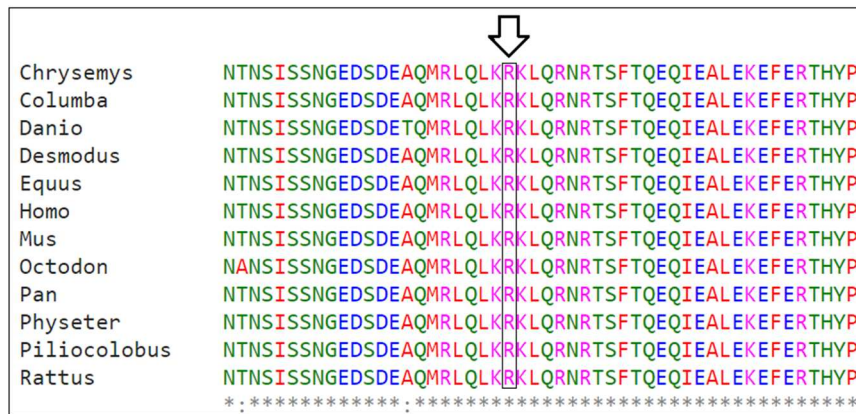 Chrysemys NTNSISSNGEDSDEAQMRLQLKRKLQRNRTSFTQEQIEALEKEFERTHYP
Columba NTNSISSNGEDSDEAQMRLQLKRKLQRNRTSFTQEQIEALEKEFERTHYP
Danio NTNSISSNGEDSDETQMRLQLKRKLQRNRTSFTQEQIEALEKEFERTHYP
Desmodus NTNSISSNGEDSDEAQMRLQLKRKLQRNRTSFTQEQIEALEKEFERTHYP
Equus NTNSISSNGEDSDEAQMRLQLKRKLQRNRTSFTQEQIEALEKEFERTHYP
Homo NTNSISSNGEDSDEAQMRLQLKRKLQRNRTSFTQEQIEALEKEFERTHYP
Mus NTNSISSNGEDSDEAQMRLQLKRKLQRNRTSFTQEQIEALEKEFERTHYP
Octodon NANSISSNGEDSDEAQMRLQLKRKLQRNRTSFTQEQIEALEKEFERTHYP
Pan NTNSISSNGEDSDEAQMRLQLKRKLQRNRTSFTQEQIEALEKEFERTHYP
Physeter NTNSISSNGEDSDEAQMRLQLKRKLQRNRTSFTQEQIEALEKEFERTHYP
Piliocolobus NTNSISSNGEDSDEAQMRLQLKRKLQRNRTSFTQEQIEALEKEFERTHYP
Rattus NTNSISSNGEDSDEAQMRLQLKRKLQRNRTSFTQEQIEALEKEFERTHYP
*:************:***********************************